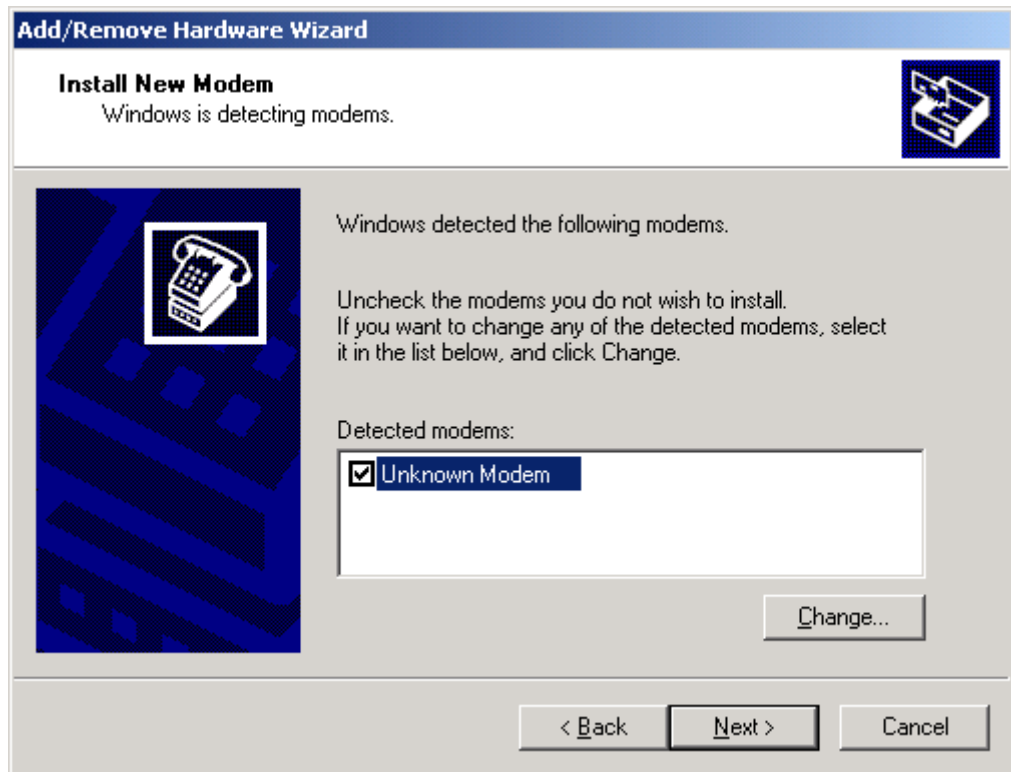 Add/Remove Hardware Wizard
Install New Modem
Windows is detecting modems.
Windows detected the following modems.
Uncheck the modems you do not wish to install.
If you want to change any of the detected modems, select
it in the list below, and click Change.
Detected modems:
Unknown Modem
Change...
< Back Next > Cancel